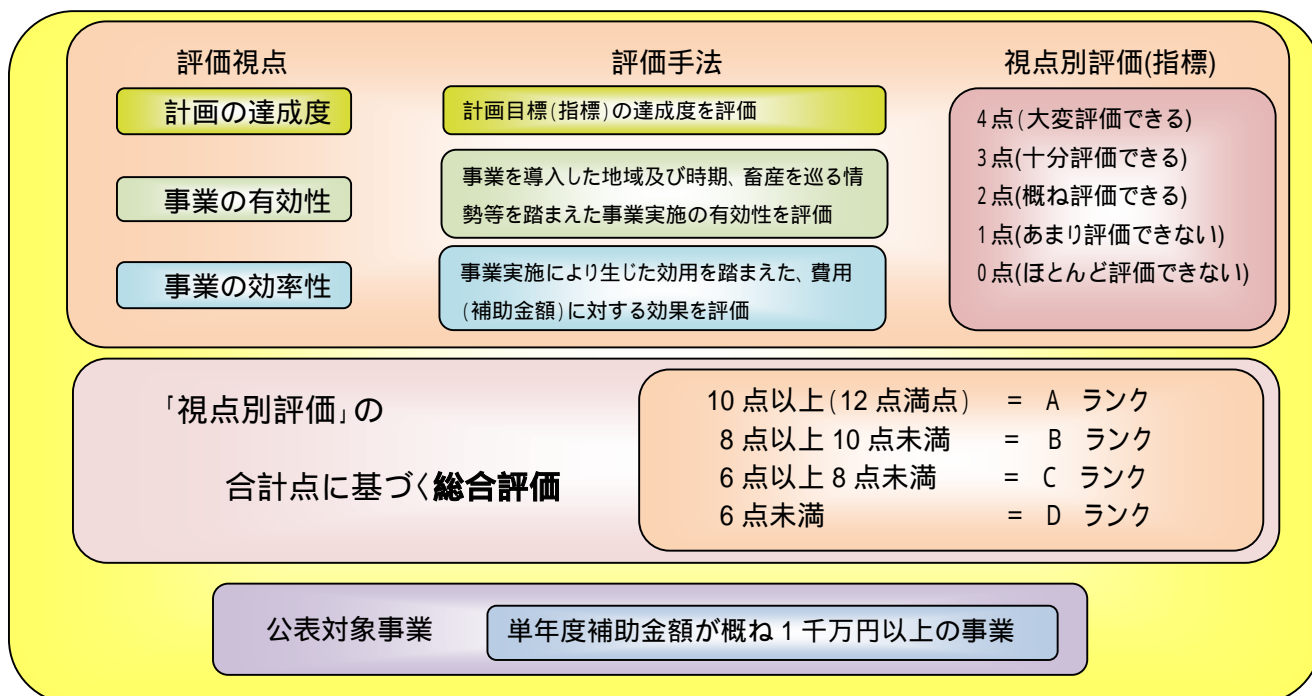 評価視点
評価手法
視点別評価(指標)
計画の達成度
計画目標(指標)の達成度を評価
事業の有効性
事業を導入した地域及び時期、畜産を巡る情
勢等を踏まえた事業実施の有効性を評価
事業の効率性
事業実施により生じた効用を踏まえた、費用
(補助金額)に対する効果を評価
4点(大変評価できる)
3点(十分評価できる)
2点(概ね評価できる)
1点(あまり評価できない)
0点(ほとんど評価できない)
「視点別評価」の
合計点に基づく総合評価
10点以上(12点満点) = A ランク
8点以上10点未満 = B ランク
6点以上8点未満 = C ランク
6点未満 = D ランク
公表対象事業
単年度補助金額が概ね1千万円以上の事業